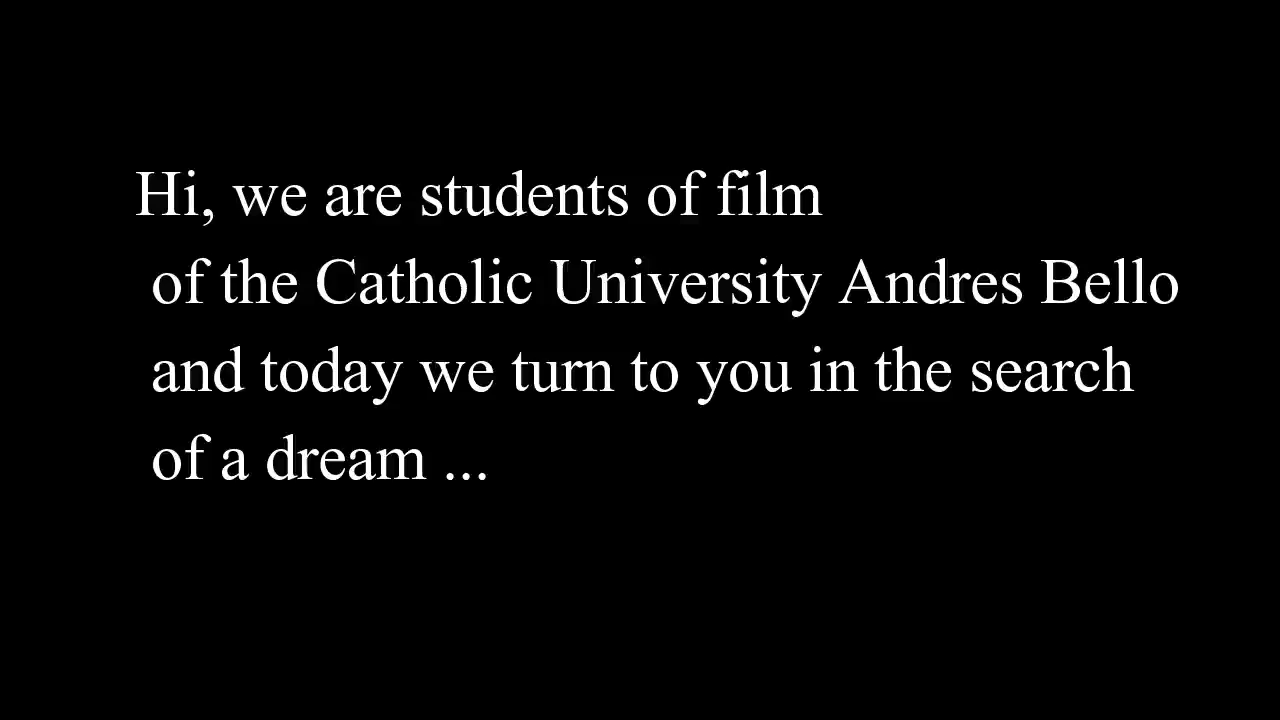 Hi, we are students of film
of the Catholic University Andres Bello
and today we turn to you in the search
of a dream ...